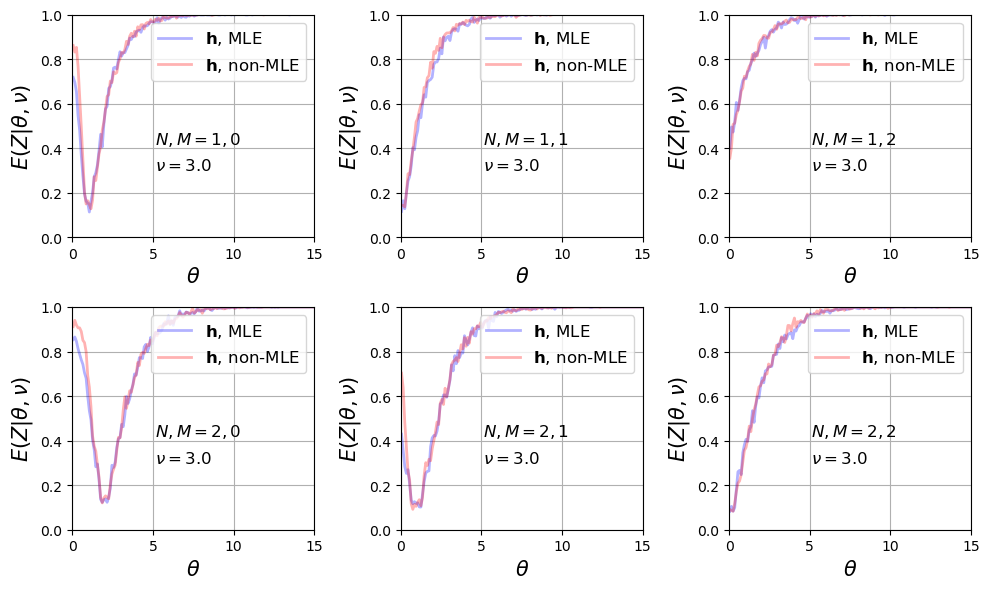 1.0
0.8
0.6
0.4
0.2
0.0
E(Z|θ, ν)
h, MLE
h, non-MLE
N, M = 1, 0
ν = 3.0
0 5 10 15
θ
1.0
0.8
0.6
0.4
0.2
0.0
E(Z|θ, ν)
h, MLE
h, non-MLE
N, M = 1, 1
ν = 3.0
0 5 10 15
θ
1.0
0.8
0.6
0.4
0.2
0.0
E(Z|θ, ν)
h, MLE
h, non-MLE
N, M = 1, 2
ν = 3.0
0 5 10 15
θ
1.0
0.8
0.6
0.4
0.2
0.0
E(Z|θ, ν)
h, MLE
h, non-MLE
N, M = 2, 0
ν = 3.0
0 5 10 15
θ
1.0
0.8
0.6
0.4
0.2
0.0
E(Z|θ, ν)
h, MLE
h, non-MLE
N, M = 2, 1
ν = 3.0
0 5 10 15
θ
1.0
0.8
0.6
0.4
0.2
0.0
E(Z|θ, ν)
h, MLE
h, non-MLE
N, M = 2, 2
ν = 3.0
0 5 10 15
θ